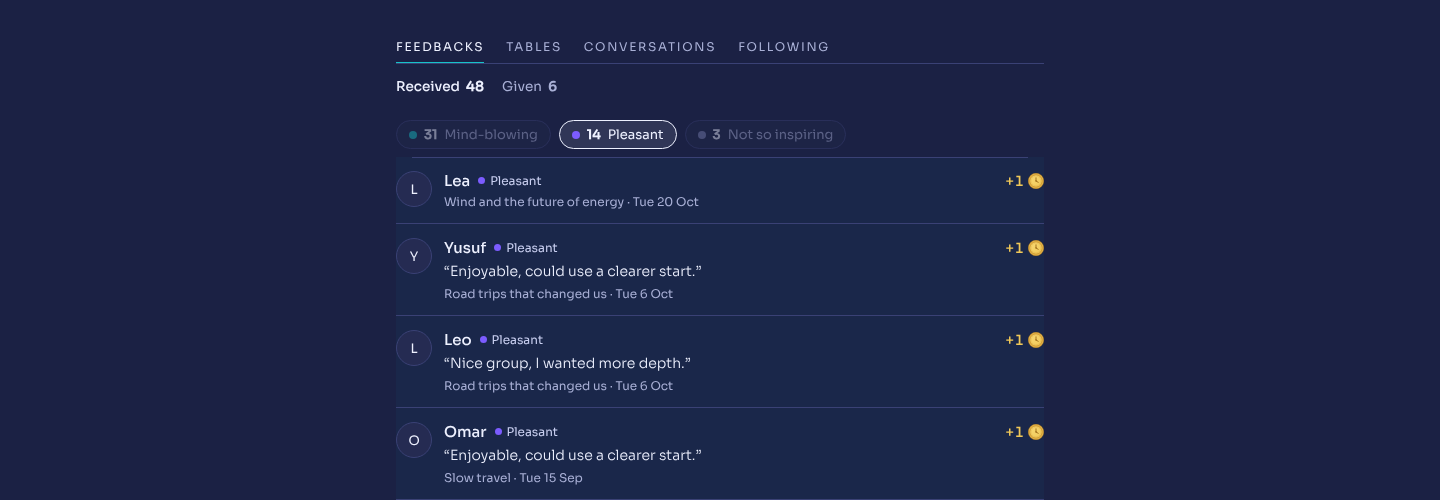 FEEDBACKS TABLES CONVERSATIONS FOLLOWING
Received 48 Given 6
31 Mind-blowing 14 Pleasant 3 Not so inspiring
L Lea Pleasant +1
Wind and the future of energy · Tue 20 Oct
Y Yusuf Pleasant +1
“Enjoyable, could use a clearer start.”
Road trips that changed us · Tue 6 Oct
L Leo Pleasant +1
“Nice group, I wanted more depth.”
Road trips that changed us · Tue 6 Oct
O Omar Pleasant +1
“Enjoyable, could use a clearer start.”
Slow travel · Tue 15 Sep